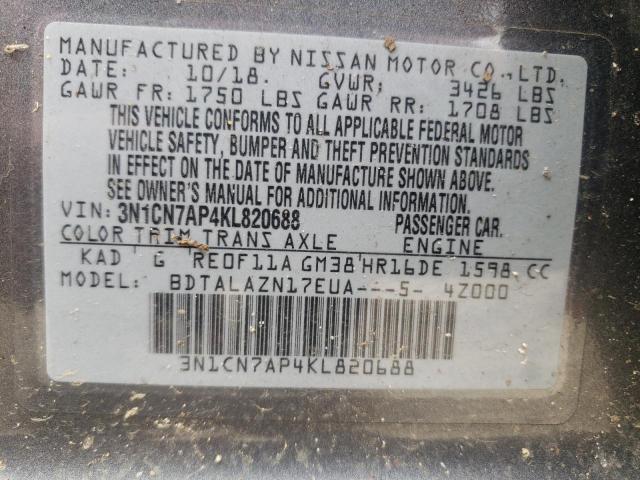 MANUFACTURED BY NISSAN MOTOR CO.,LTD.
DATE: 10/18. GVWR; 3426 LBS
GAWR FR: 1750 LBS GAWR RR: 1708 LBS
THIS VEHICLE CONFORMS TO ALL APPLICABLE FEDERAL MOTOR
VEHICLE SAFETY, BUMPER AND THEFT PREVENTION STANDARDS
IN EFFECT ON THE DATE OF MANUFACTURE SHOWN ABOVE.
SEE OWNER'S MANUAL FOR ADDITIONAL INFORMATION.
VIN: 3N1CN7AP4KL820688 PASSENGER CAR.
COLOR TRIM TRANS AXLE ENGINE
KAD G RE0F11A GM38 HR16DE 1598 CC
MODEL: BDTALAZN17EUA---5- 4Z000
3N1CN7AP4KL820688